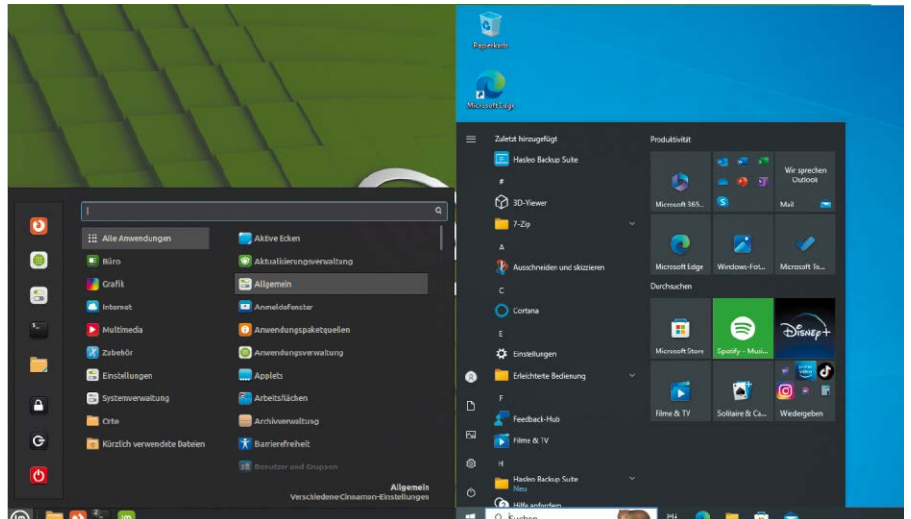 Alle Anwendungen
Büro
Grafik
Internet
Multimedia
Zubehör
Einstellungen
Systemverwaltung
Orte
Kürzlich verwendete Dateien
Aktive Ecken
Aktualisierungsverwaltung
Allgemein
Anmeldefenster
Anwendungspaketquellen
Anwendungsverwaltung
Applets
Arbeitsflächen
Archivverwaltung
Barrierefreiheit
Benutzer und Gruppen
Allgemein
Verschiedene Cinnamon-Einstellungen
Papierkorb
Microsoft Edge
Zuletzt hinzugefügt
Hasleo Backup Suite
#
3D-Viewer
7-Zip
A
Ausschneiden und skizzieren
C
Cortana
E
Einstellungen
Erleichterte Bedienung
F
Feedback-Hub
Filme & TV
H
Hasleo Backup Suite
Neu
Hilfe anfordern
Produktivität
Microsoft 365...
Wir sprechen
Outlook
Mail
Microsoft Edge
Windows-Fot...
Microsoft To...
Durchsuchen
Microsoft Store
Spotify – Musi...
Disney+
Filme & TV
Solitaire & Ca...
prime
video
Wiedergeben
Suchen